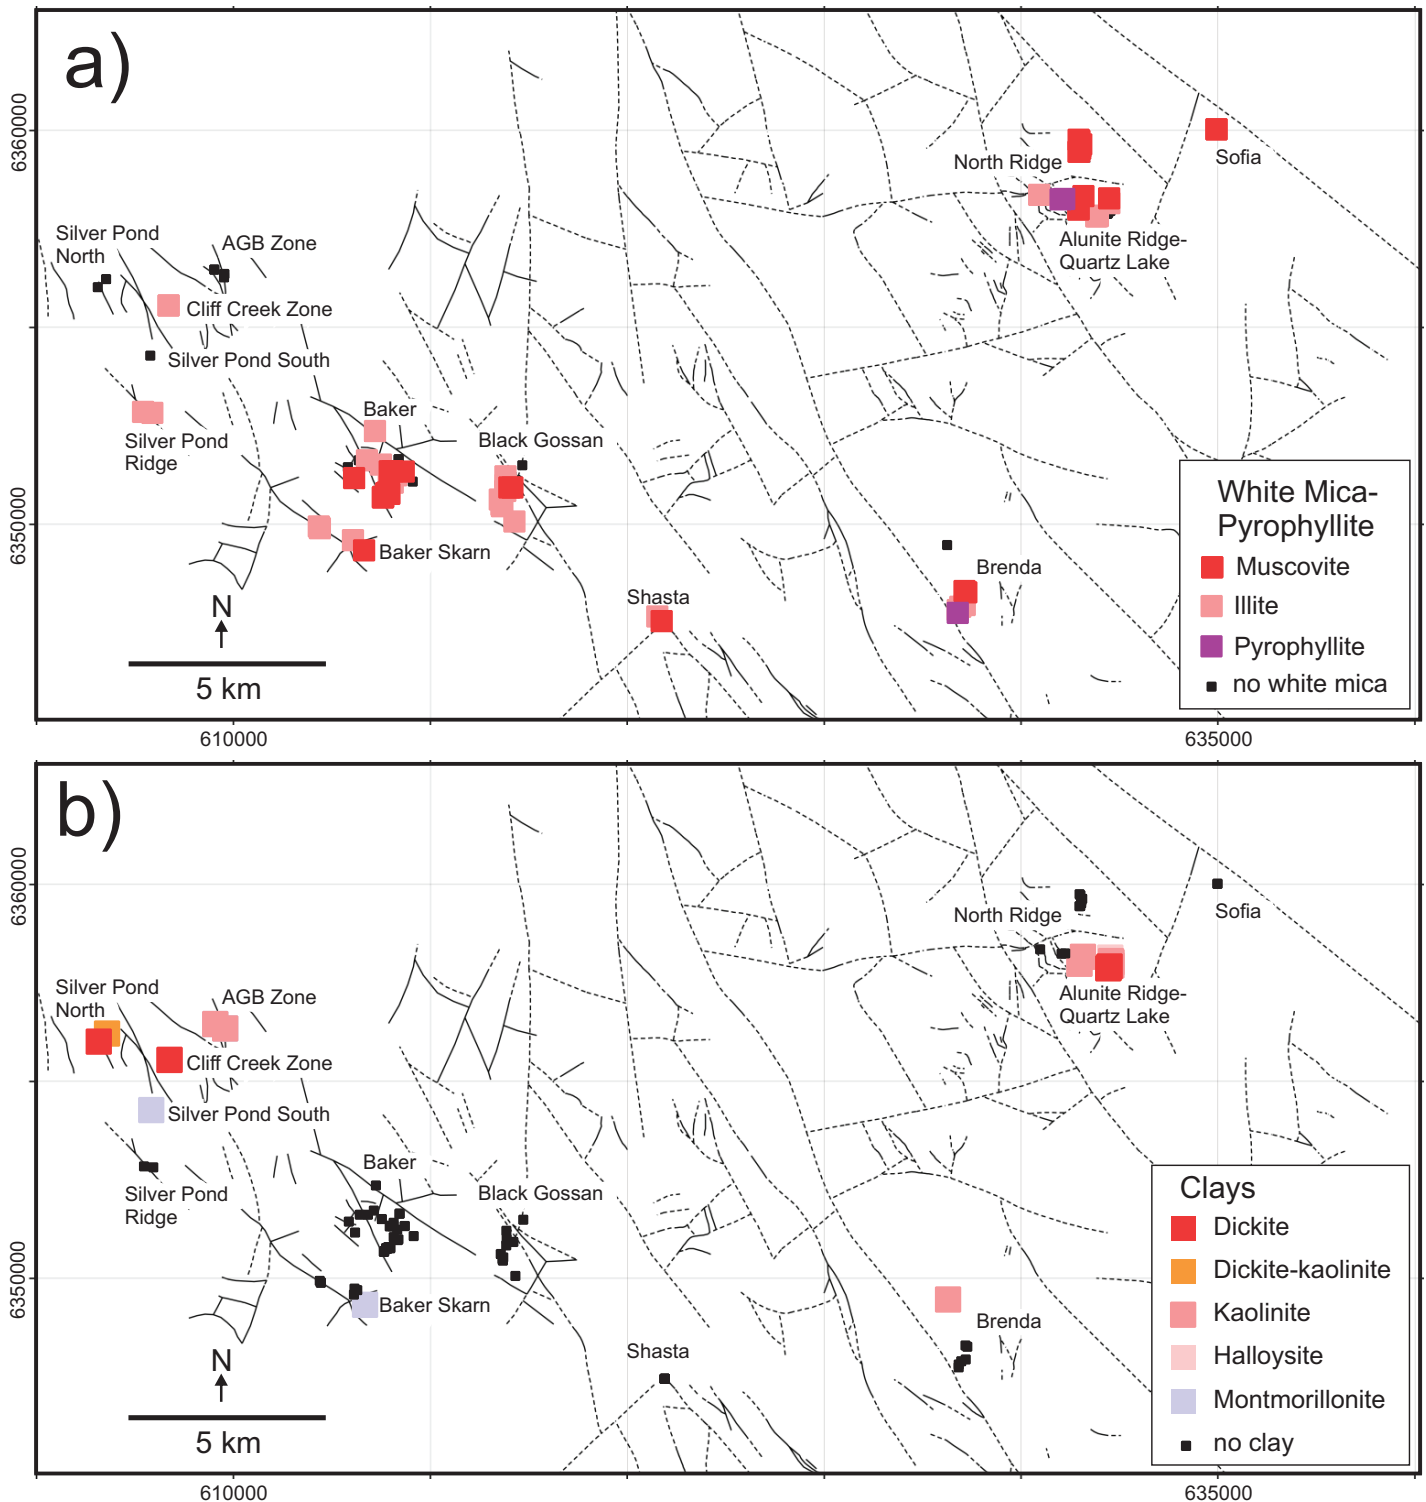 a)
6360000
North Ridge
Sofia
Silver Pond
North
AGB Zone
Alunite Ridge-
Quartz Lake
Cliff Creek Zone
Silver Pond South
Baker
Silver Pond
Ridge
Black Gossan
White Mica-
Pyrophyllite
Muscovite
Illite
Pyrophyllite
no white mica
6350000
Baker Skarn
Brenda
Shasta
N
5 km
610000
635000
b)
6360000
North Ridge
Sofia
Silver Pond
North
AGB Zone
Alunite Ridge-
Quartz Lake
Cliff Creek Zone
Silver Pond South
Baker
Silver Pond
Ridge
Black Gossan
Clays
Dickite
Dickite-kaolinite
Kaolinite
Halloysite
Montmorillonite
no clay
6350000
Baker Skarn
Brenda
Shasta
N
5 km
610000
635000